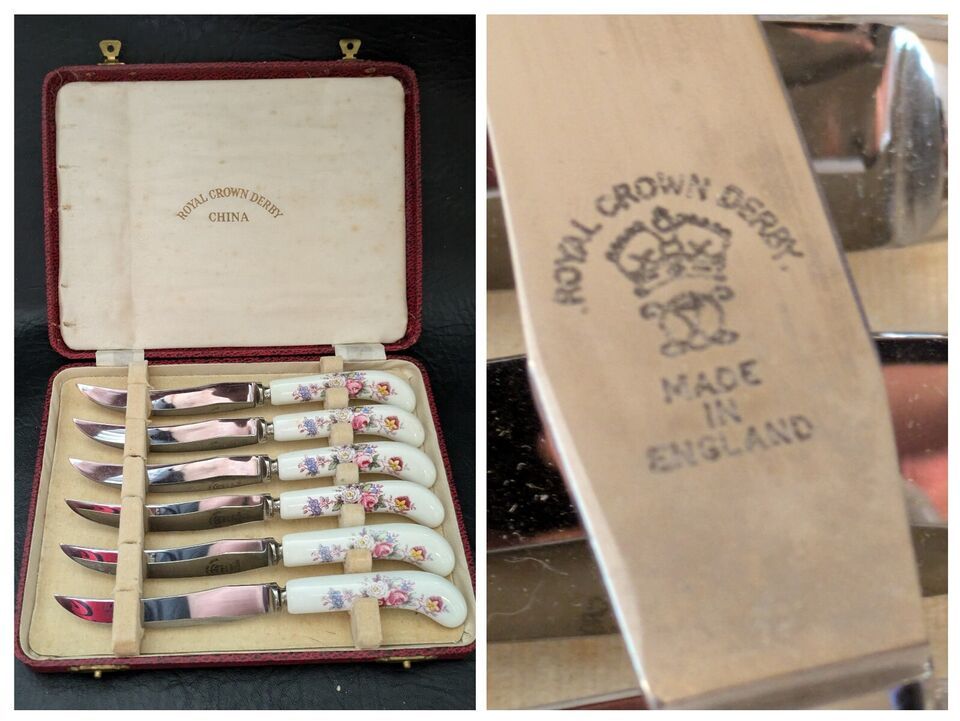 ROYAL CROWN DERBY
CHINA
ROYAL CROWN DERBY.
MADE
IN
ENGLAND